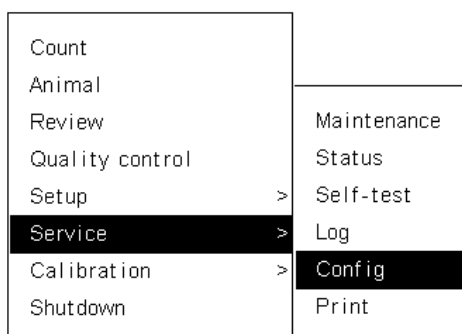 Count
Animal
Review
Quality control
Setup >
Service >
Calibration >
Shutdown
Maintenance
Status
Self-test
Log
Config
Print